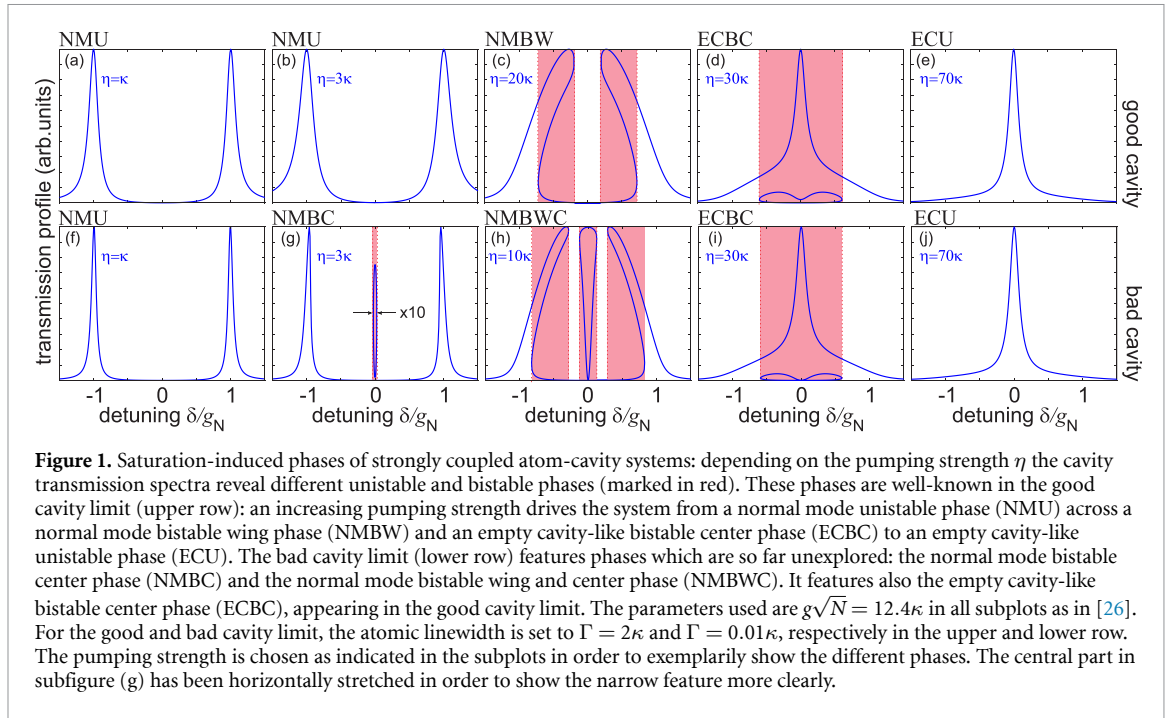 NMU NMU NMBW ECBC ECU
(a) (b) (c) (d) (e)
η=κ η=3κ η=20κ η=30κ η=70κ
good cavity
transmission profile (arb.units)
NMU NMBC NMBWC ECBC ECU
(f) (g) (h) (i) (j)
η=κ η=3κ η=10κ η=30κ η=70κ
x10
bad cavity
-1 0 1 -1 0 1 -1 0 1 -1 0 1 -1 0 1
detuning δ/gN detuning δ/gN detuning δ/gN detuning δ/gN detuning δ/gN
Figure 1. Saturation-induced phases of strongly coupled atom-cavity systems: depending on the pumping strength η the cavity
transmission spectra reveal different unistable and bistable phases (marked in red). These phases are well-known in the good
cavity limit (upper row): an increasing pumping strength drives the system from a normal mode unistable phase (NMU) across a
normal mode bistable wing phase (NMBW) and an empty cavity-like bistable center phase (ECBC) to an empty cavity-like
unistable phase (ECU). The bad cavity limit (lower row) features phases which are so far unexplored: the normal mode bistable
center phase (NMBC) and the normal mode bistable wing and center phase (NMBWC). It features also the empty cavity-like
bistable center phase (ECBC), appearing in the good cavity limit. The parameters used are g√N = 12.4κ in all subplots as in [26].
For the good and bad cavity limit, the atomic linewidth is set to Γ = 2κ and Γ = 0.01κ, respectively in the upper and lower row.
The pumping strength is chosen as indicated in the subplots in order to exemplarily show the different phases. The central part in
subfigure (g) has been horizontally stretched in order to show the narrow feature more clearly.